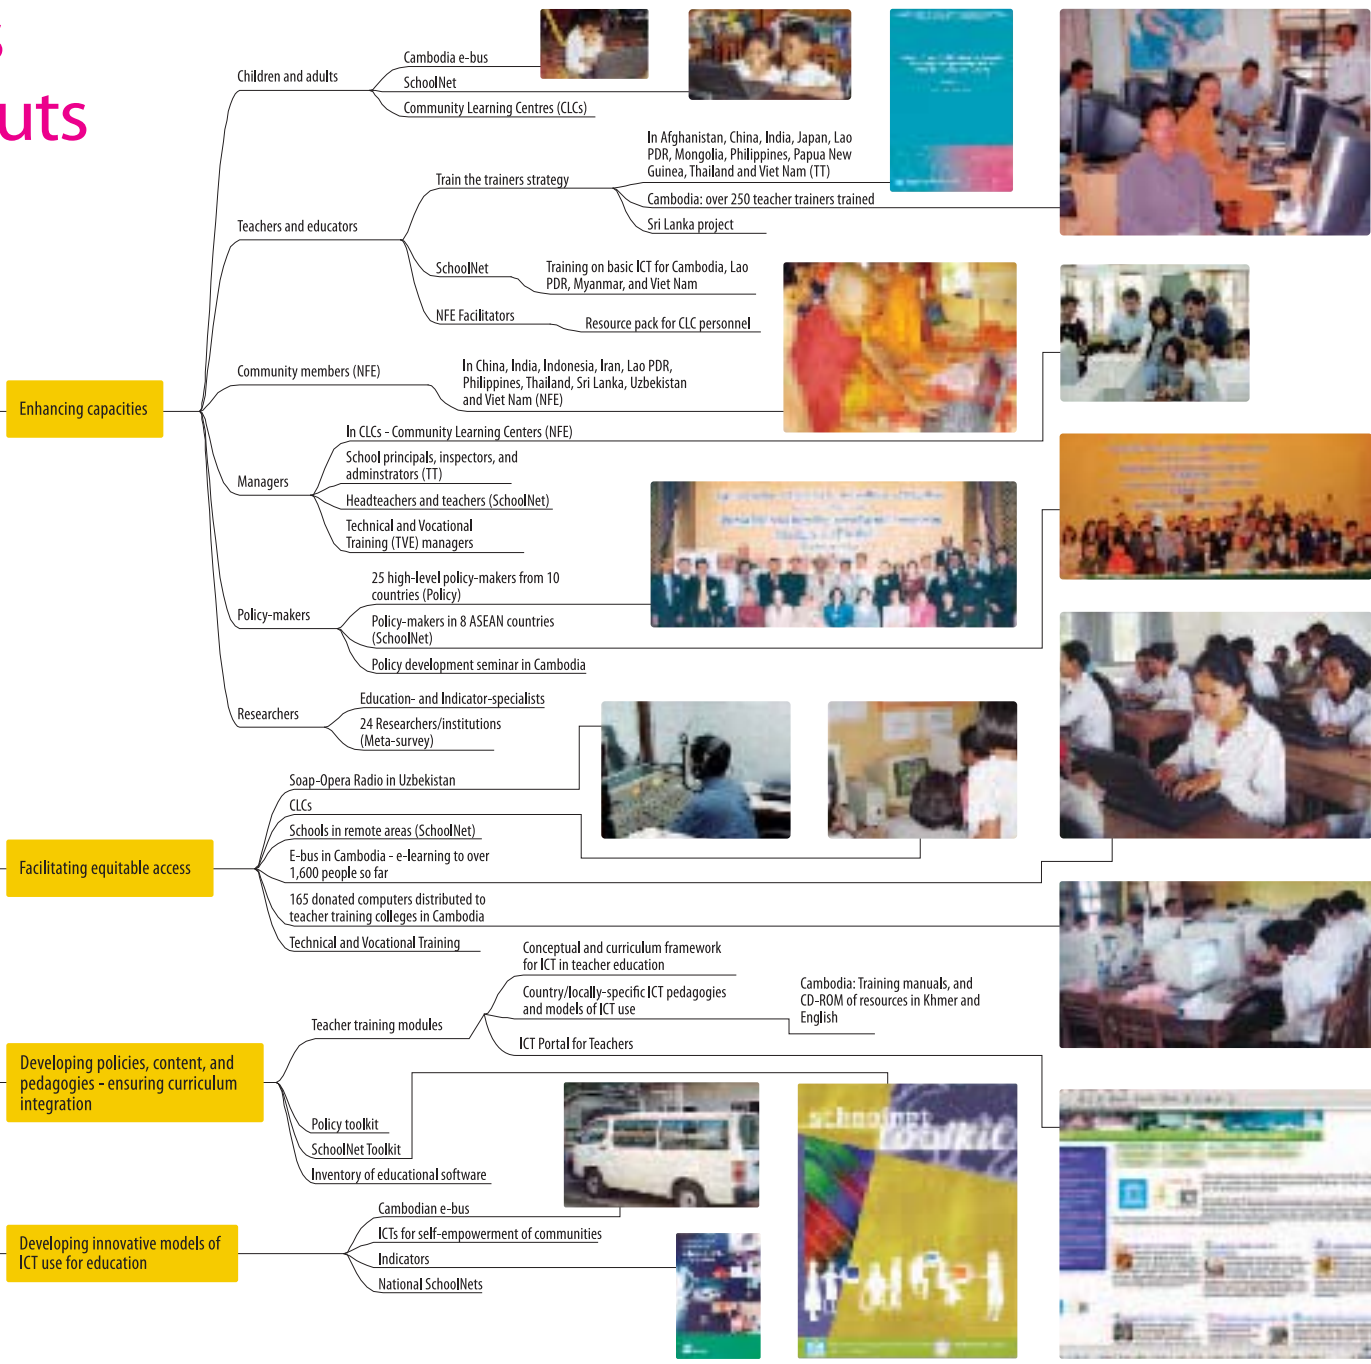 s
uts
Enhancing capacities
Children and adults
Cambodia e-bus
SchoolNet
Community Learning Centres (CLCs)
Teachers and educators
Train the trainers strategy
In Afghanistan, China, India, Japan, Lao
PDR, Mongolia, Philippines, Papua New
Guinea, Thailand and Viet Nam (TT)
Cambodia: over 250 teacher trainers trained
Sri Lanka project
SchoolNet
Training on basic ICT for Cambodia, Lao
PDR, Myanmar, and Viet Nam
NFE Facilitators
Resource pack for CLC personnel
Community members (NFE)
In China, India, Indonesia, Iran, Lao PDR,
Philippines, Thailand, Sri Lanka, Uzbekistan
and Viet Nam (NFE)
Managers
In CLCs - Community Learning Centers (NFE)
School principals, inspectors, and
adminstrators (TT)
Headteachers and teachers (SchoolNet)
Technical and Vocational
Training (TVE) managers
Policy-makers
25 high-level policy-makers from 10
countries (Policy)
Policy-makers in 8 ASEAN countries
(SchoolNet)
Policy development seminar in Cambodia
Researchers
Education- and Indicator-specialists
24 Researchers/institutions
(Meta-survey)
Facilitating equitable access
Soap-Opera Radio in Uzbekistan
CLCs
Schools in remote areas (SchoolNet)
E-bus in Cambodia - e-learning to over
1,600 people so far
165 donated computers distributed to
teacher training colleges in Cambodia
Technical and Vocational Training
Developing policies, content, and
pedagogies - ensuring curriculum
integration
Teacher training modules
Conceptual and curriculum framework
for ICT in teacher education
Country/locally-specific ICT pedagogies
and models of ICT use
Cambodia: Training manuals, and
CD-ROM of resources in Khmer and
English
ICT Portal for Teachers
Policy toolkit
SchoolNet Toolkit
Inventory of educational software
schoolnet
toolkit
Developing innovative models of
ICT use for education
Cambodian e-bus
ICTs for self-empowerment of communities
Indicators
National SchoolNets